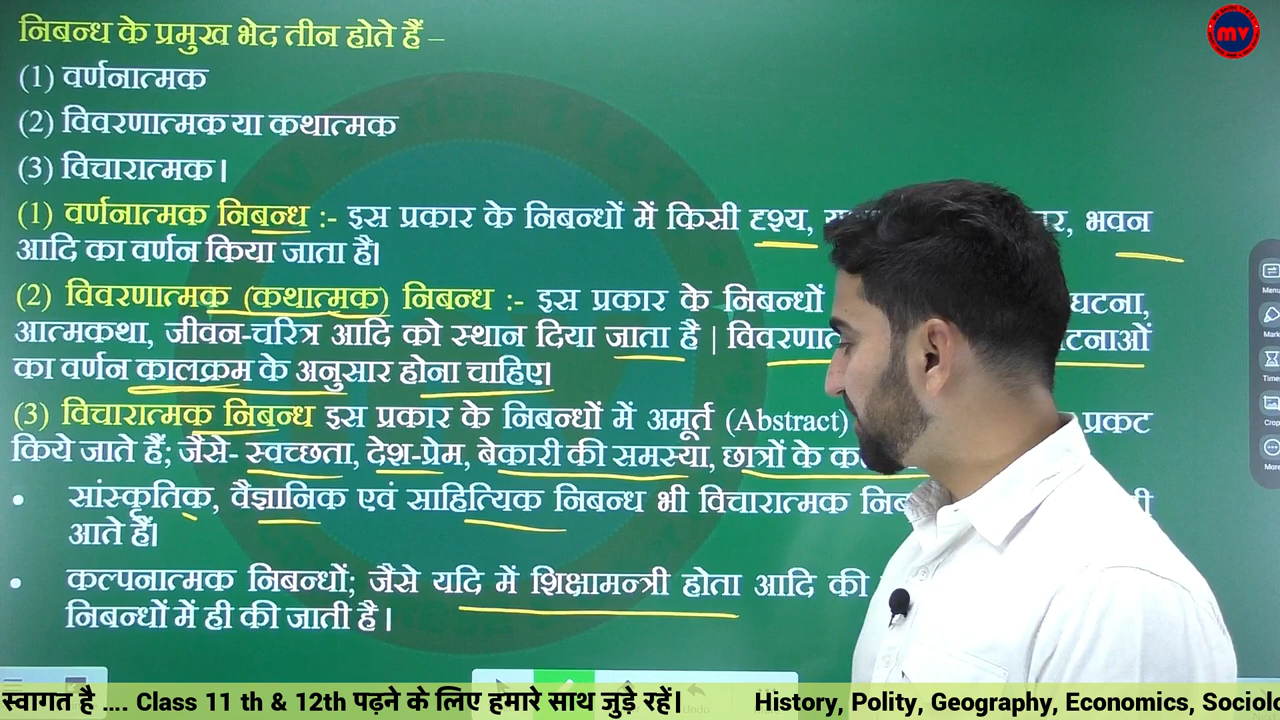 निबन्ध के प्रमुख भेद तीन होते हैं –
(1) वर्णनात्मक
(2) विवरणात्मक या कथात्मक
(3) विचारात्मक।
(1) वर्णनात्मक निबन्ध :- इस प्रकार के निबन्धों में किसी दृश्य, भवन
आदि का वर्णन किया जाता है।
(2) विवरणात्मक (कथात्मक) निबन्ध :- इस प्रकार के निबन्धों घटना,
आत्मकथा, जीवन-चरित्र आदि को स्थान दिया जाता है |
का वर्णन कालक्रम के अनुसार होना चाहिए।
(3) विचारात्मक निबन्ध इस प्रकार के निबन्धों में अमूर्त (Abstract) प्रकट
किये जाते हैं; जैसे- स्वच्छता, देश-प्रेम, बेकारी की समस्या, छात्रों के
• सांस्कृतिक, वैज्ञानिक एवं साहित्यिक निबन्ध भी विचारात्मक
आते हैं।
• कल्पनात्मक निबन्धों; जैसे यदि में शिक्षामन्त्री होता आदि की
निबन्धों में ही की जाती है।
mv
Menu
More
स्वागत है .... Class 11 th & 12th पढ़ने के लिए हमारे साथ जुड़े रहें। History, Polity, Geography, Economics,